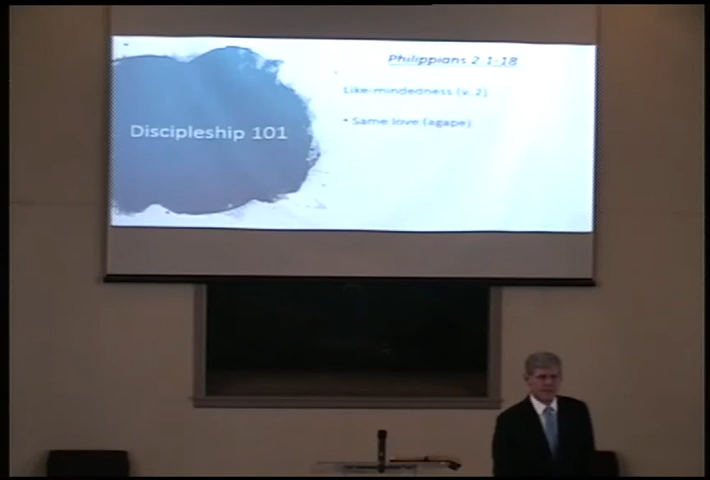 Discipleship 101
Philippians 2 1-18
Like-mindedness (v. 2)
• Same love (agape)